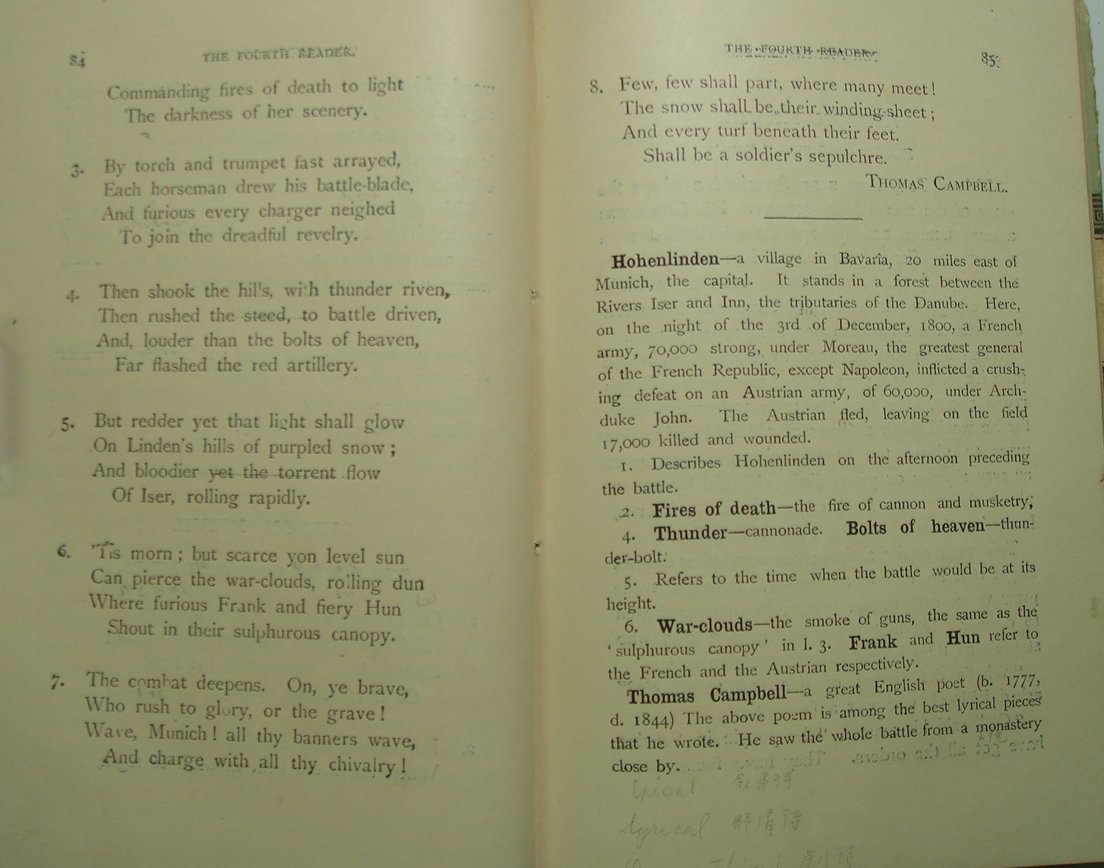 84
THE FOURTH READER.
Commanding fires of death to light
The darkness of her scenery.
3. By torch and trumpet fast arrayed,
Each horseman drew his battle-blade,
And furious every charger neighed
To join the dreadful revelry.
4. Then shook the hills, with thunder riven,
Then rushed the steed, to battle driven,
And, louder than the bolts of heaven,
Far flashed the red artillery.
5. But redder yet that light shall glow
On Linden's hills of purpled snow ;
And bloodier yet the torrent flow
Of Iser, rolling rapidly.
6. 'Tis morn ; but scarce yon level sun
Can pierce the war-clouds, rolling dun
Where furious Frank and fiery Hun
Shout in their sulphurous canopy.
7. The combat deepens. On, ye brave,
Who rush to glory, or the grave !
Wave, Munich ! all thy banners wave,
And charge with all thy chivalry !
THE FOURTH READER.
85
8. Few, few shall part, where many meet !
The snow shall be their winding-sheet ;
And every turf beneath their feet.
Shall be a soldier's sepulchre.
THOMAS CAMPBELL.
Hohenlinden—a village in Bavaria, 20 miles east of
Munich, the capital. It stands in a forest between the
Rivers Iser and Inn, the tributaries of the Danube. Here,
on the night of the 3rd of December, 1800, a French
army, 70,000 strong, under Moreau, the greatest general
of the French Republic, except Napoleon, inflicted a crush-
ing defeat on an Austrian army, of 60,000, under Arch-
duke John. The Austrian fled, leaving on the field
17,000 killed and wounded.
1. Describes Hohenlinden on the afternoon preceding
the battle.
2. Fires of death—the fire of cannon and musketry,
4. Thunder—cannonade. Bolts of heaven—thun-
der-bolt.
5. Refers to the time when the battle would be at its
height.
6. War-clouds—the smoke of guns, the same as the
'sulphurous canopy' in l. 3. Frank and Hun refer to
the French and the Austrian respectively.
Thomas Campbell—a great English poet (b. 1777,
d. 1844) The above poem is among the best lyrical pieces
that he wrote. He saw the whole battle from a monastery
close by.
Epical 敘事詩
lyrical 抒情詩